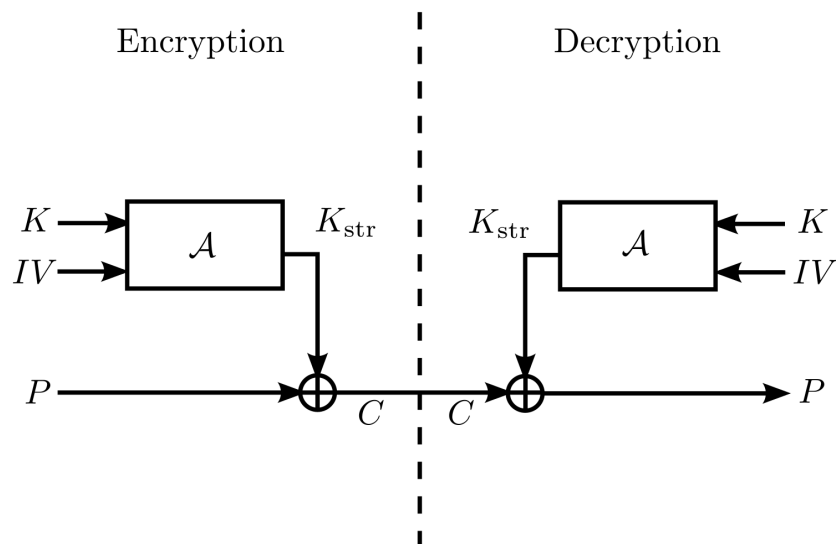 Encryption
Decryption
K
IV
𝒜
K_str
P
C
K_str
𝒜
K
IV
C
P